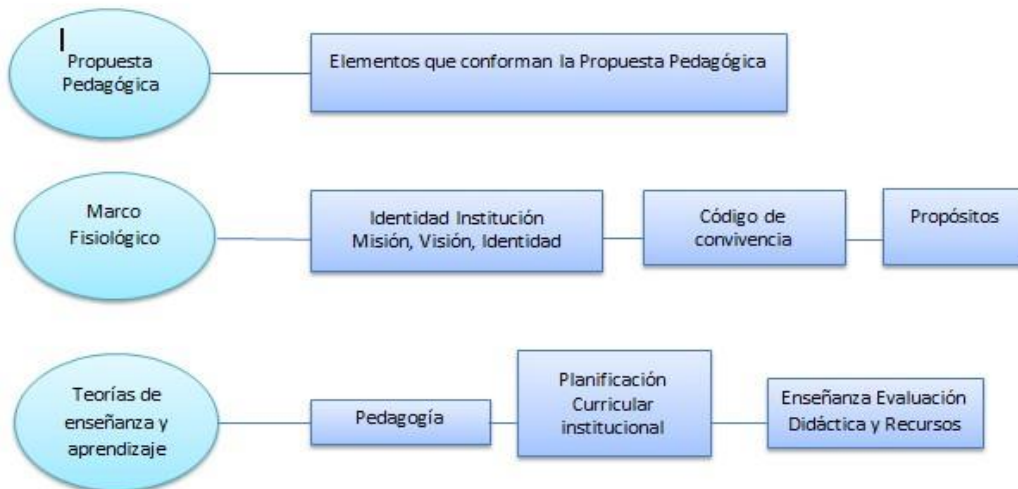 Propuesta
Pedagógica
Elementos que conforman la Propuesta Pedagógica
Marco
Fisiológico
Identidad Institución
Misión, Visión, Identidad
Código de
convivencia
Propósitos
Teorías de
enseñanza y
aprendizaje
Pedagogía
Planificación
Curricular
institucional
Enseñanza Evaluación
Didáctica y Recursos